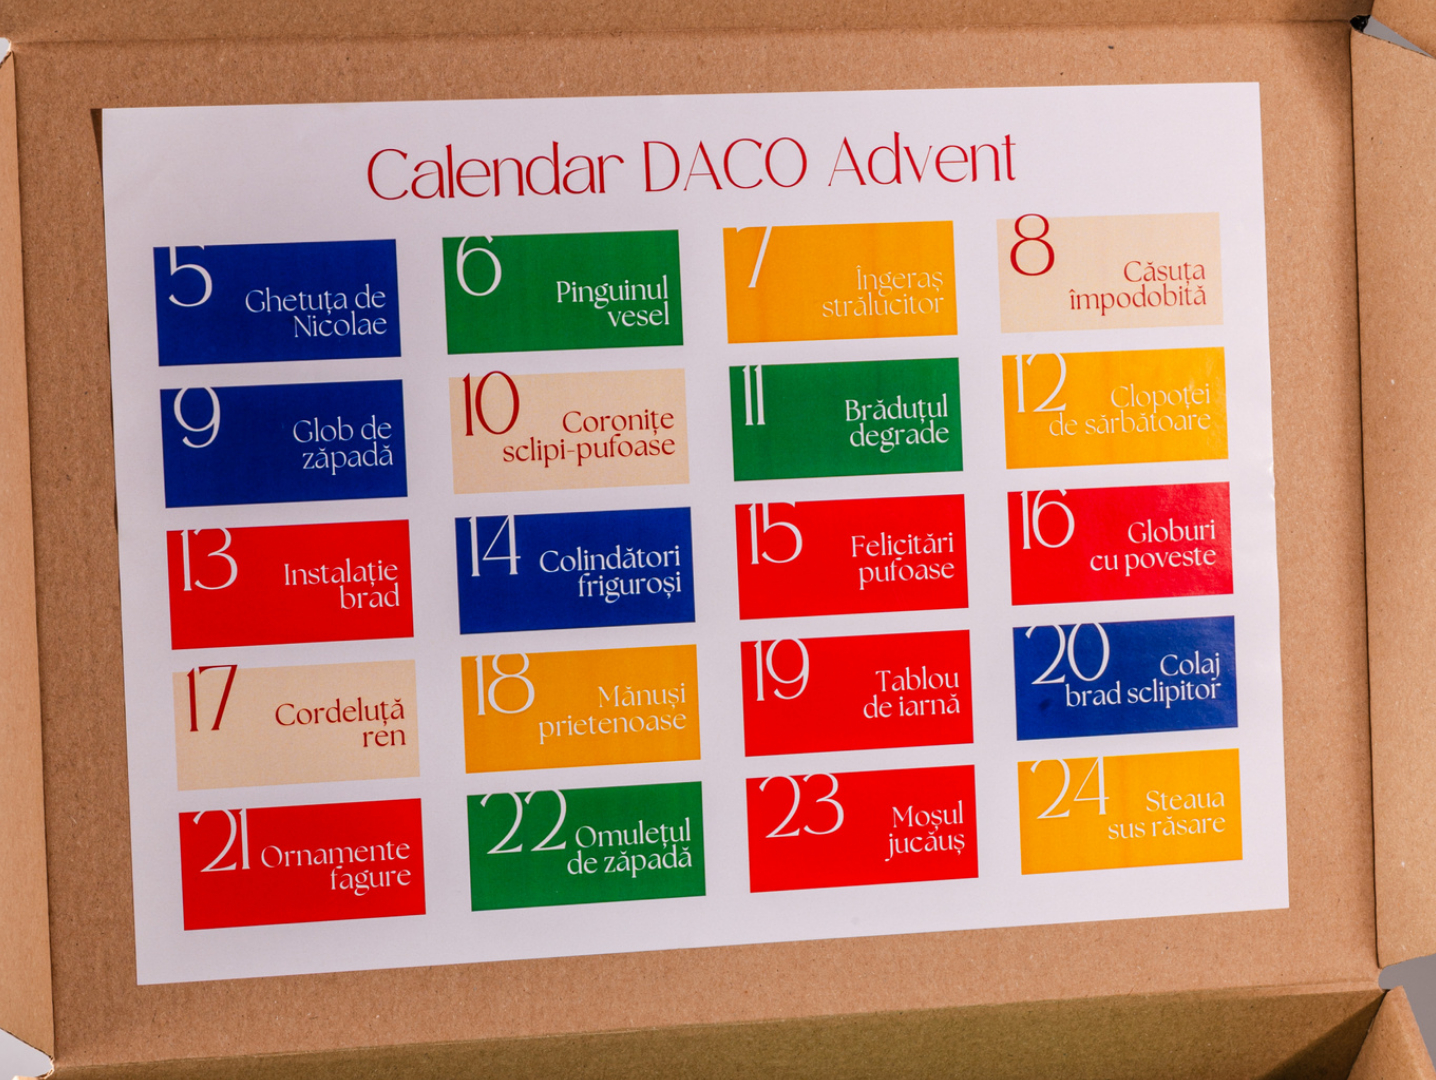 Calendar DACO Advent
5
Ghetuța de
Nicolae
6
Pinguinul
vesel
7
Îngeraș
strălucitor
8
Căsuța
împodobită
9
Glob de
zăpadă
10
Coronițe
sclipi-pufoase
11
Brăduțul
degrade
12
Clopoței
de sărbătoare
13
Instalație
brad
14
Colindători
friguroși
15
Felicitări
pufoase
16
Globuri
cu poveste
17
Cordeluță
ren
18
Mănuși
prietenoase
19
Tablou
de iarnă
20
Colaj
brad sclipitor
21
Ornamente
fagure
22
Omulețul
de zăpadă
23
Moșul
jucăuș
24
Steaua
sus răsare